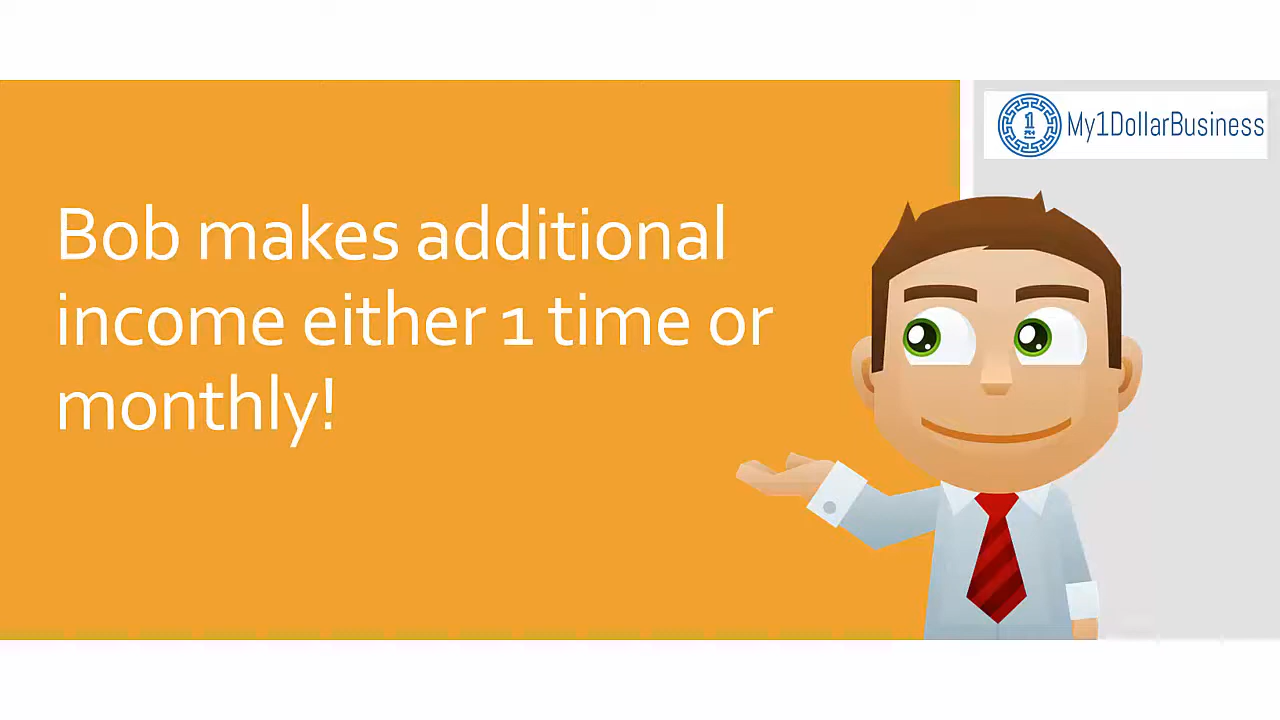 My1DollarBusiness
Bob makes additional
income either 1 time or
monthly!